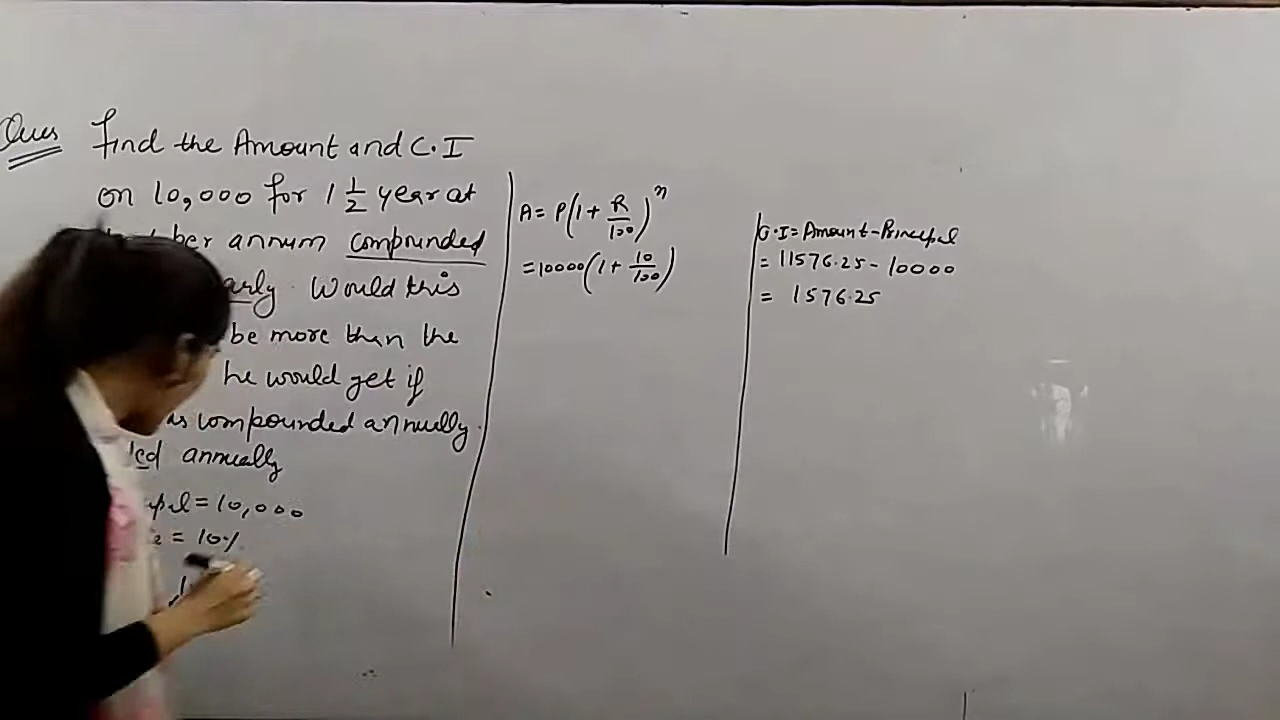 Ques Find the Amount and C.I
on 10,000 for 1 1/2 year at
per annum compounded
Would this
be more than the
he would get if
compounded annually.
annually
= 10,000
= 10%
A = P(1 + R/100)^n
= 10000(1 + 10/100)
C.I = Amount - Principal
= 11576.25 - 10000
= 1576.25